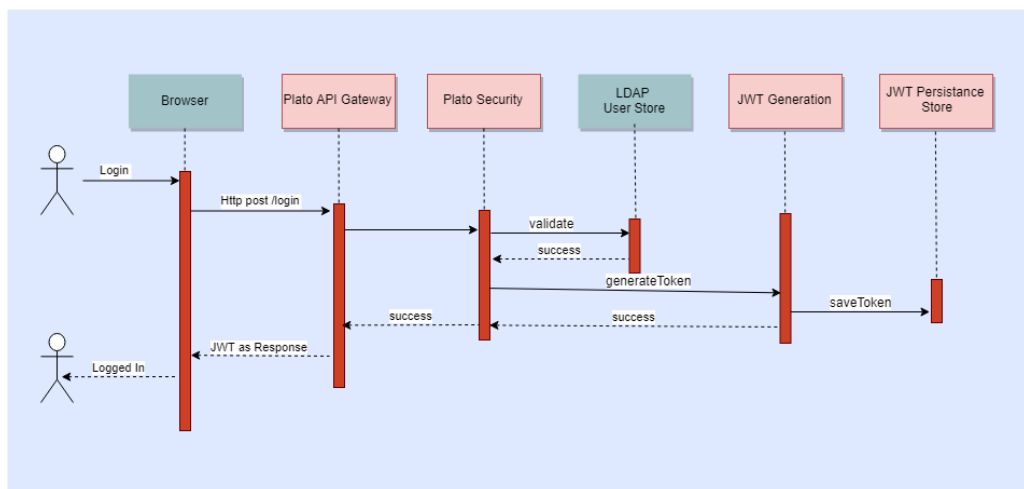 Browser
Plato API Gateway
Plato Security
LDAP
User Store
JWT Generation
JWT Persistance
Store
Login
Http post /login
validate
success
generateToken
saveToken
success
success
JWT as Response
Logged In